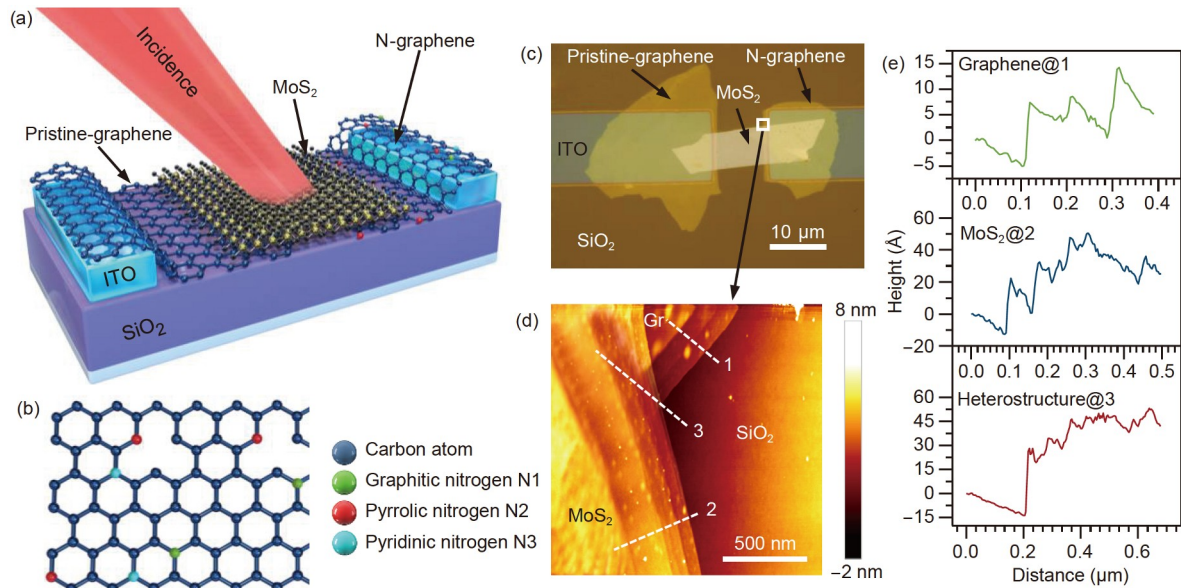 (a)
Incidence
N-graphene
MoS2
Pristine-graphene
ITO
SiO2
(b)
Carbon atom
Graphitic nitrogen N1
Pyrrolic nitrogen N2
Pyridinic nitrogen N3
(c)
Pristine-graphene
N-graphene
MoS2
ITO
SiO2
10 μm
(d)
Gr
1
3
SiO2
2
MoS2
500 nm
8 nm
−2 nm
(e)
Graphene@1
15
10
5
0
−5
0.0 0.1 0.2 0.3 0.4
MoS2@2
60
40
20
0
−20
0.0 0.1 0.2 0.3 0.4 0.5
Heterostructure@3
60
45
30
15
0
−15
0.0 0.2 0.4 0.6
Height (Å)
Distance (μm)